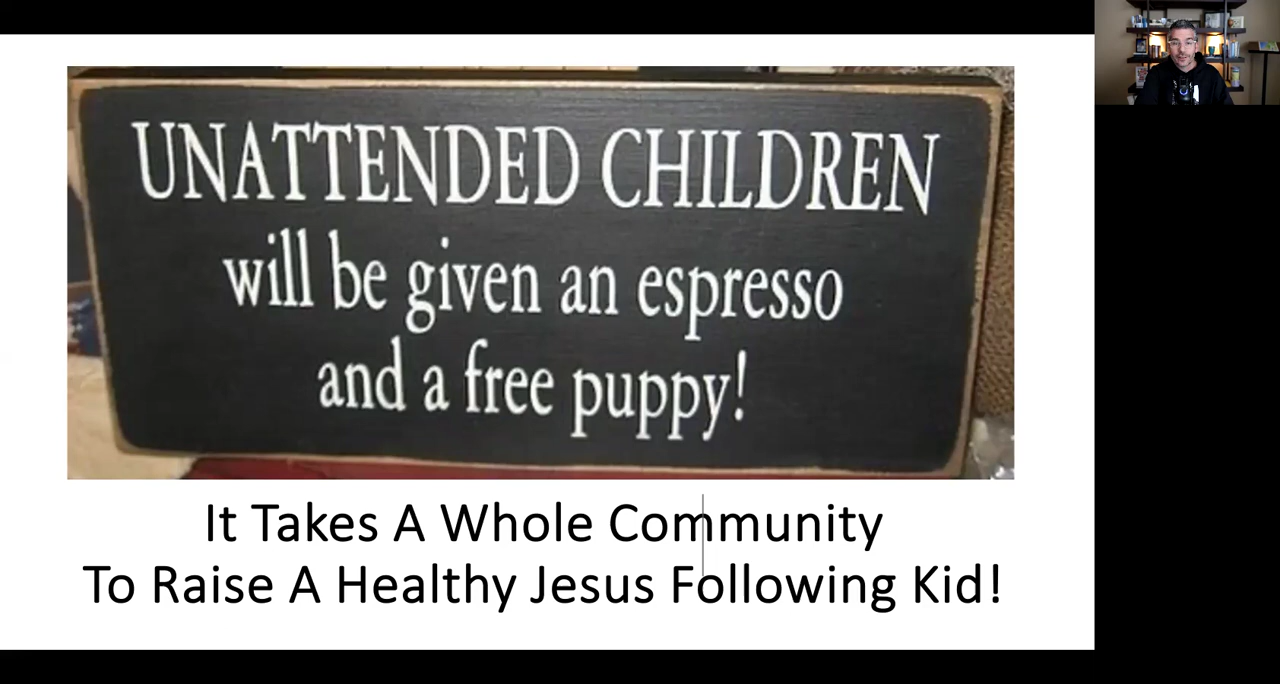 UNATTENDED CHILDREN
will be given an espresso
and a free puppy!
It Takes A Whole Community
To Raise A Healthy Jesus Following Kid!